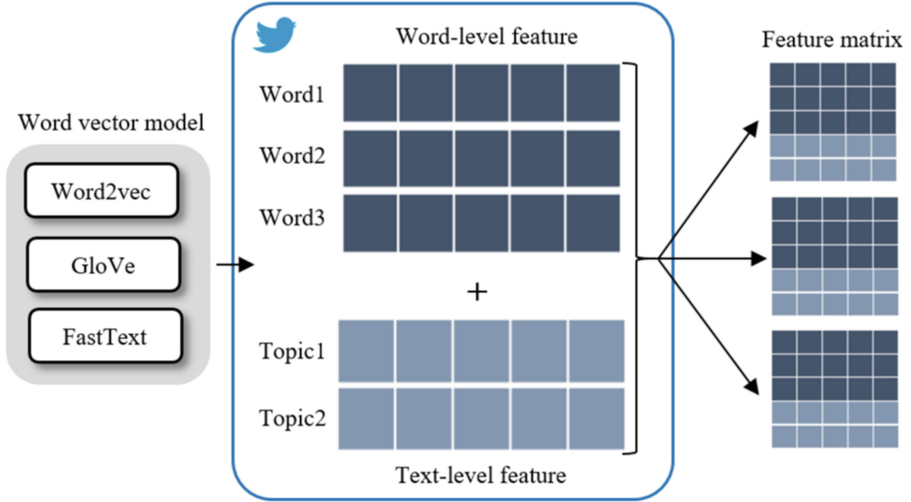 Word vector model
Word2vec
GloVe
FastText
Word-level feature
Word1
Word2
Word3
+
Topic1
Topic2
Text-level feature
Feature matrix